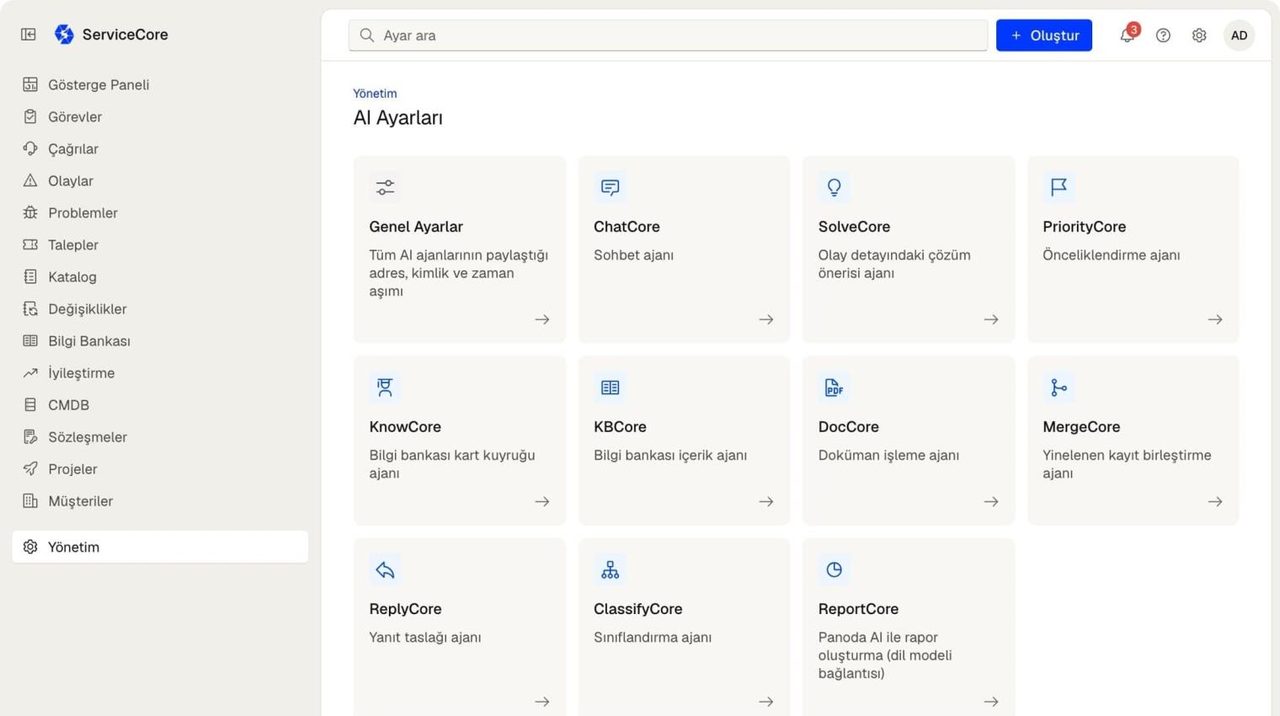 ServiceCore
Gösterge Paneli
Görevler
Çağrılar
Olaylar
Problemler
Talepler
Katalog
Değişiklikler
Bilgi Bankası
İyileştirme
CMDB
Sözleşmeler
Projeler
Müşteriler
Yönetim
Ayar ara
+ Oluştur
3
AD
Yönetim
AI Ayarları
Genel Ayarlar
Tüm AI ajanlarının paylaştığı
adres, kimlik ve zaman
aşımı
ChatCore
Sohbet ajanı
SolveCore
Olay detayındaki çözüm
önerisi ajanı
PriorityCore
Önceliklendirme ajanı
KnowCore
Bilgi bankası kart kuyruğu
ajanı
KBCore
Bilgi bankası içerik ajanı
PDF
DocCore
Doküman işleme ajanı
MergeCore
Yinelenen kayıt birleştirme
ajanı
ReplyCore
Yanıt taslağı ajanı
ClassifyCore
Sınıflandırma ajanı
ReportCore
Panoda AI ile rapor
oluşturma (dil modeli
bağlantısı)